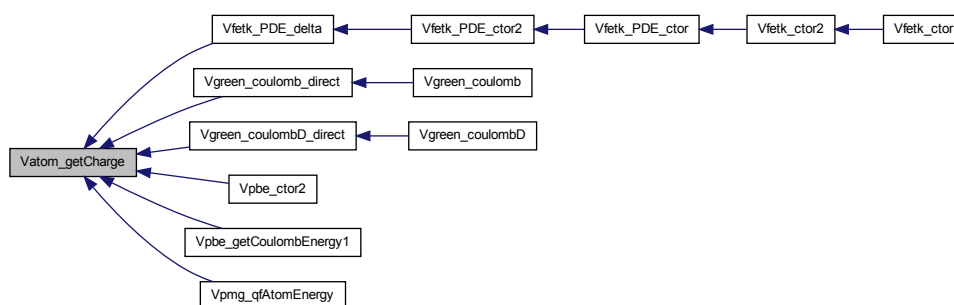 Vfetk_PDE_delta
Vfetk_PDE_ctor2
Vfetk_PDE_ctor
Vfetk_ctor2
Vfetk_ctor
Vgreen_coulomb_direct
Vgreen_coulomb
Vgreen_coulombD_direct
Vgreen_coulombD
Vatom_getCharge
Vpbe_ctor2
Vpbe_getCoulombEnergy1
Vpmg_qfAtomEnergy